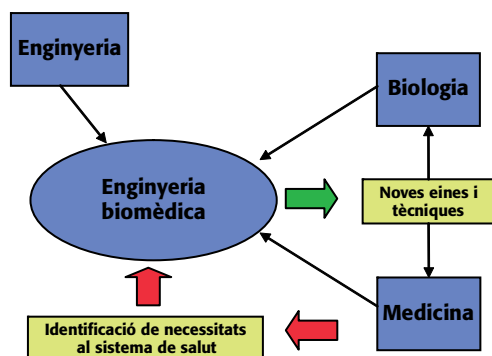 Enginyeria
Biologia
Enginyeria
biomèdica
Noves eines i
tècniques
Medicina
Identificació de necessitats
al sistema de salut